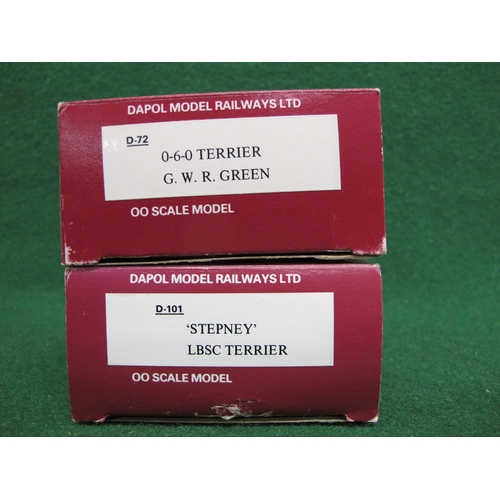 DAPOL MODEL RAILWAYS LTD
D-72
0-6-0 TERRIER
G. W. R. GREEN
OO SCALE MODEL
DAPOL MODEL RAILWAYS LTD
D-101
‘STEPNEY’
LBSC TERRIER
OO SCALE MODEL